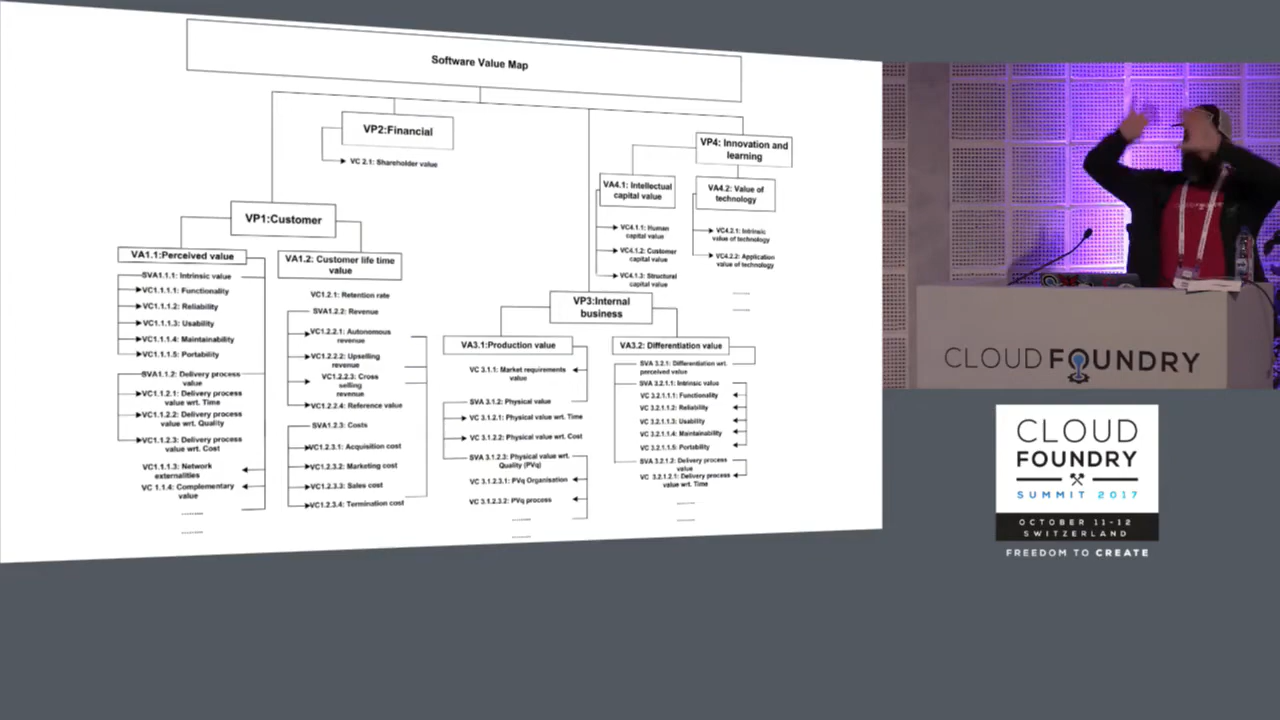 Software Value Map
VP2:Financial
VC 2.1: Shareholder value
VP4: Innovation and
learning
VA4.1: Intellectual
capital value
VC4.1.1: Human
capital value
VC4.1.2: Customer
capital value
VC4.1.3: Structural
capital value
VA4.2: Value of
technology
VC4.2.1: Intrinsic
value of technology
VC4.2.2: Application
value of technology
VP1:Customer
VA1.1:Perceived value
SVA1.1.1: Intrinsic value
VC1.1.1.1: Functionality
VC1.1.1.2: Reliability
VC1.1.1.3: Usability
VC1.1.1.4: Maintainability
VC1.1.1.5: Portability
SVA1.1.2: Delivery process
value
VC1.1.2.1: Delivery process
value wrt. Time
VC1.1.2.2: Delivery process
value wrt. Quality
VC1.1.2.3: Delivery process
value wrt. Cost
VC1.1.1.3: Network
externalities
VC 1.1.4: Complementary
value
VA1.2: Customer life time
value
VC1.2.1: Retention rate
SVA1.2.2: Revenue
VC1.2.2.1: Autonomous
revenue
VC1.2.2.2: Upselling
revenue
VC1.2.2.3: Cross
selling
revenue
VC1.2.2.4: Reference value
SVA1.2.3: Costs
VC1.2.3.1: Acquisition cost
VC1.2.3.2: Marketing cost
VC1.2.3.3: Sales cost
VC1.2.3.4: Termination cost
VP3:Internal
business
VA3.1:Production value
VC 3.1.1: Market requirements
value
SVA 3.1.2: Physical value
VC 3.1.2.1: Physical value wrt. Time
VC 3.1.2.2: Physical value wrt. Cost
SVA 3.1.2.3: Physical value wrt.
Quality (PVq)
VC 3.1.2.3.1: PVq Organisation
VC 3.1.2.3.2: PVq process
VA3.2: Differentiation value
SVA 3.2.1: Differentiation wrt.
perceived value
SVA 3.2.1.1: Intrinsic value
VC 3.2.1.1.1: Functionality
VC 3.2.1.1.2: Reliability
VC 3.2.1.1.3: Usability
VC 3.2.1.1.4: Maintainability
VC 3.2.1.1.5: Portability
SVA 3.2.1.2: Delivery process
value
VC 3.2.1.2.1: Delivery process
value wrt. Time
CLOUD FOUNDRY
CLOUD
FOUNDRY
SUMMIT 2017
OCTOBER 11-12
SWITZERLAND
FREEDOM TO CREATE